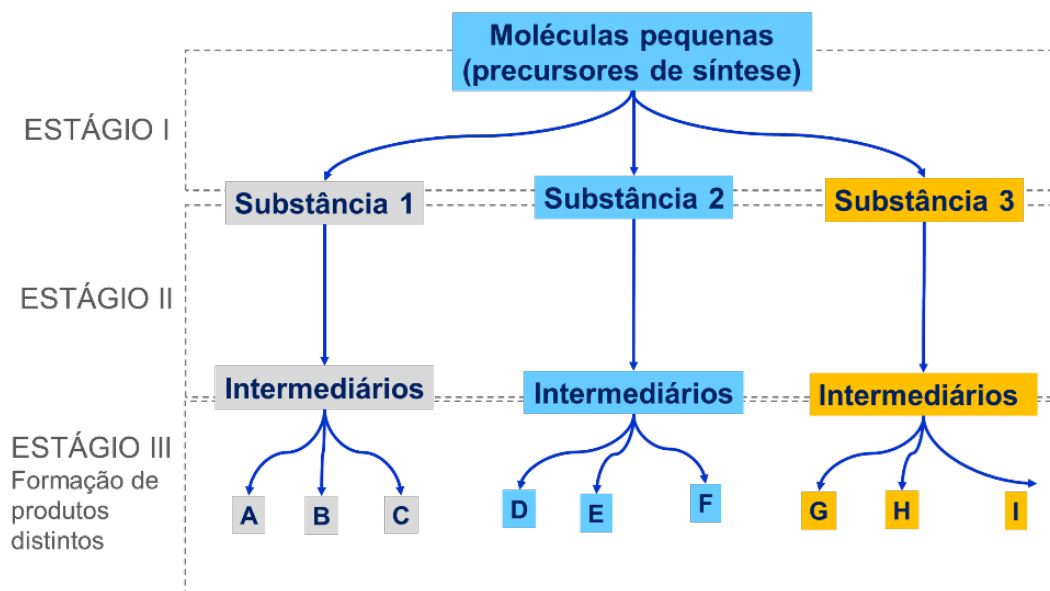 Moléculas pequenas
(precursores de síntese)
ESTÁGIO I
Substância 1
Substância 2
Substância 3
ESTÁGIO II
Intermediários
Intermediários
Intermediários
ESTÁGIO III
Formação de
produtos
distintos
A
B
C
D
E
F
G
H
I